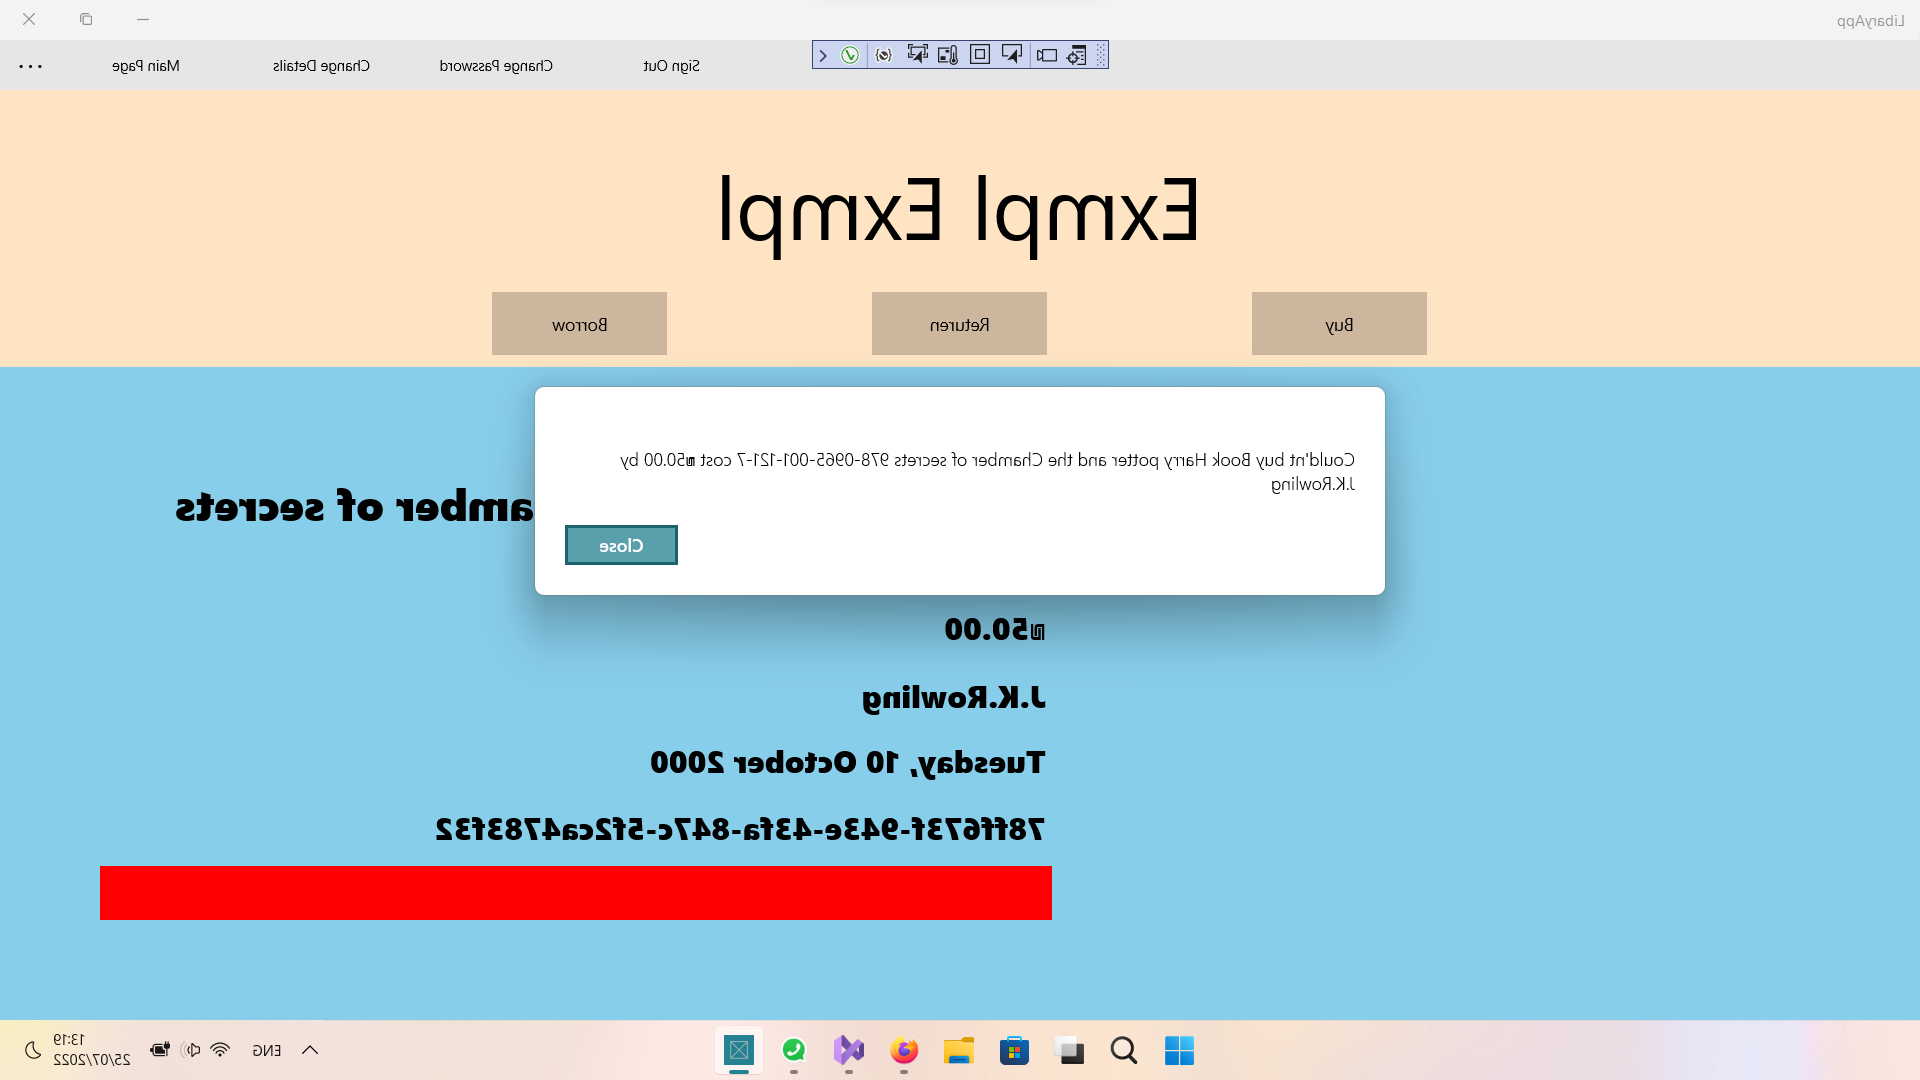 LibaryApp
Sign Out
Change Password
Change Details
Main Page
Exmpl Exmpl
Buy
Returen
Borrow
Could'nt buy Book Harry potter and the Chamber of secrets 978-0965-001-121-7 cost ₪50.00 by
J.K.Rowling
Close
amber of secrets
₪50.00
J.K.Rowling
Tuesday, 10 October 2000
78ff673f-943e-43fa-847c-5f2ca4783f32
ENG
13:19
25/07/2022